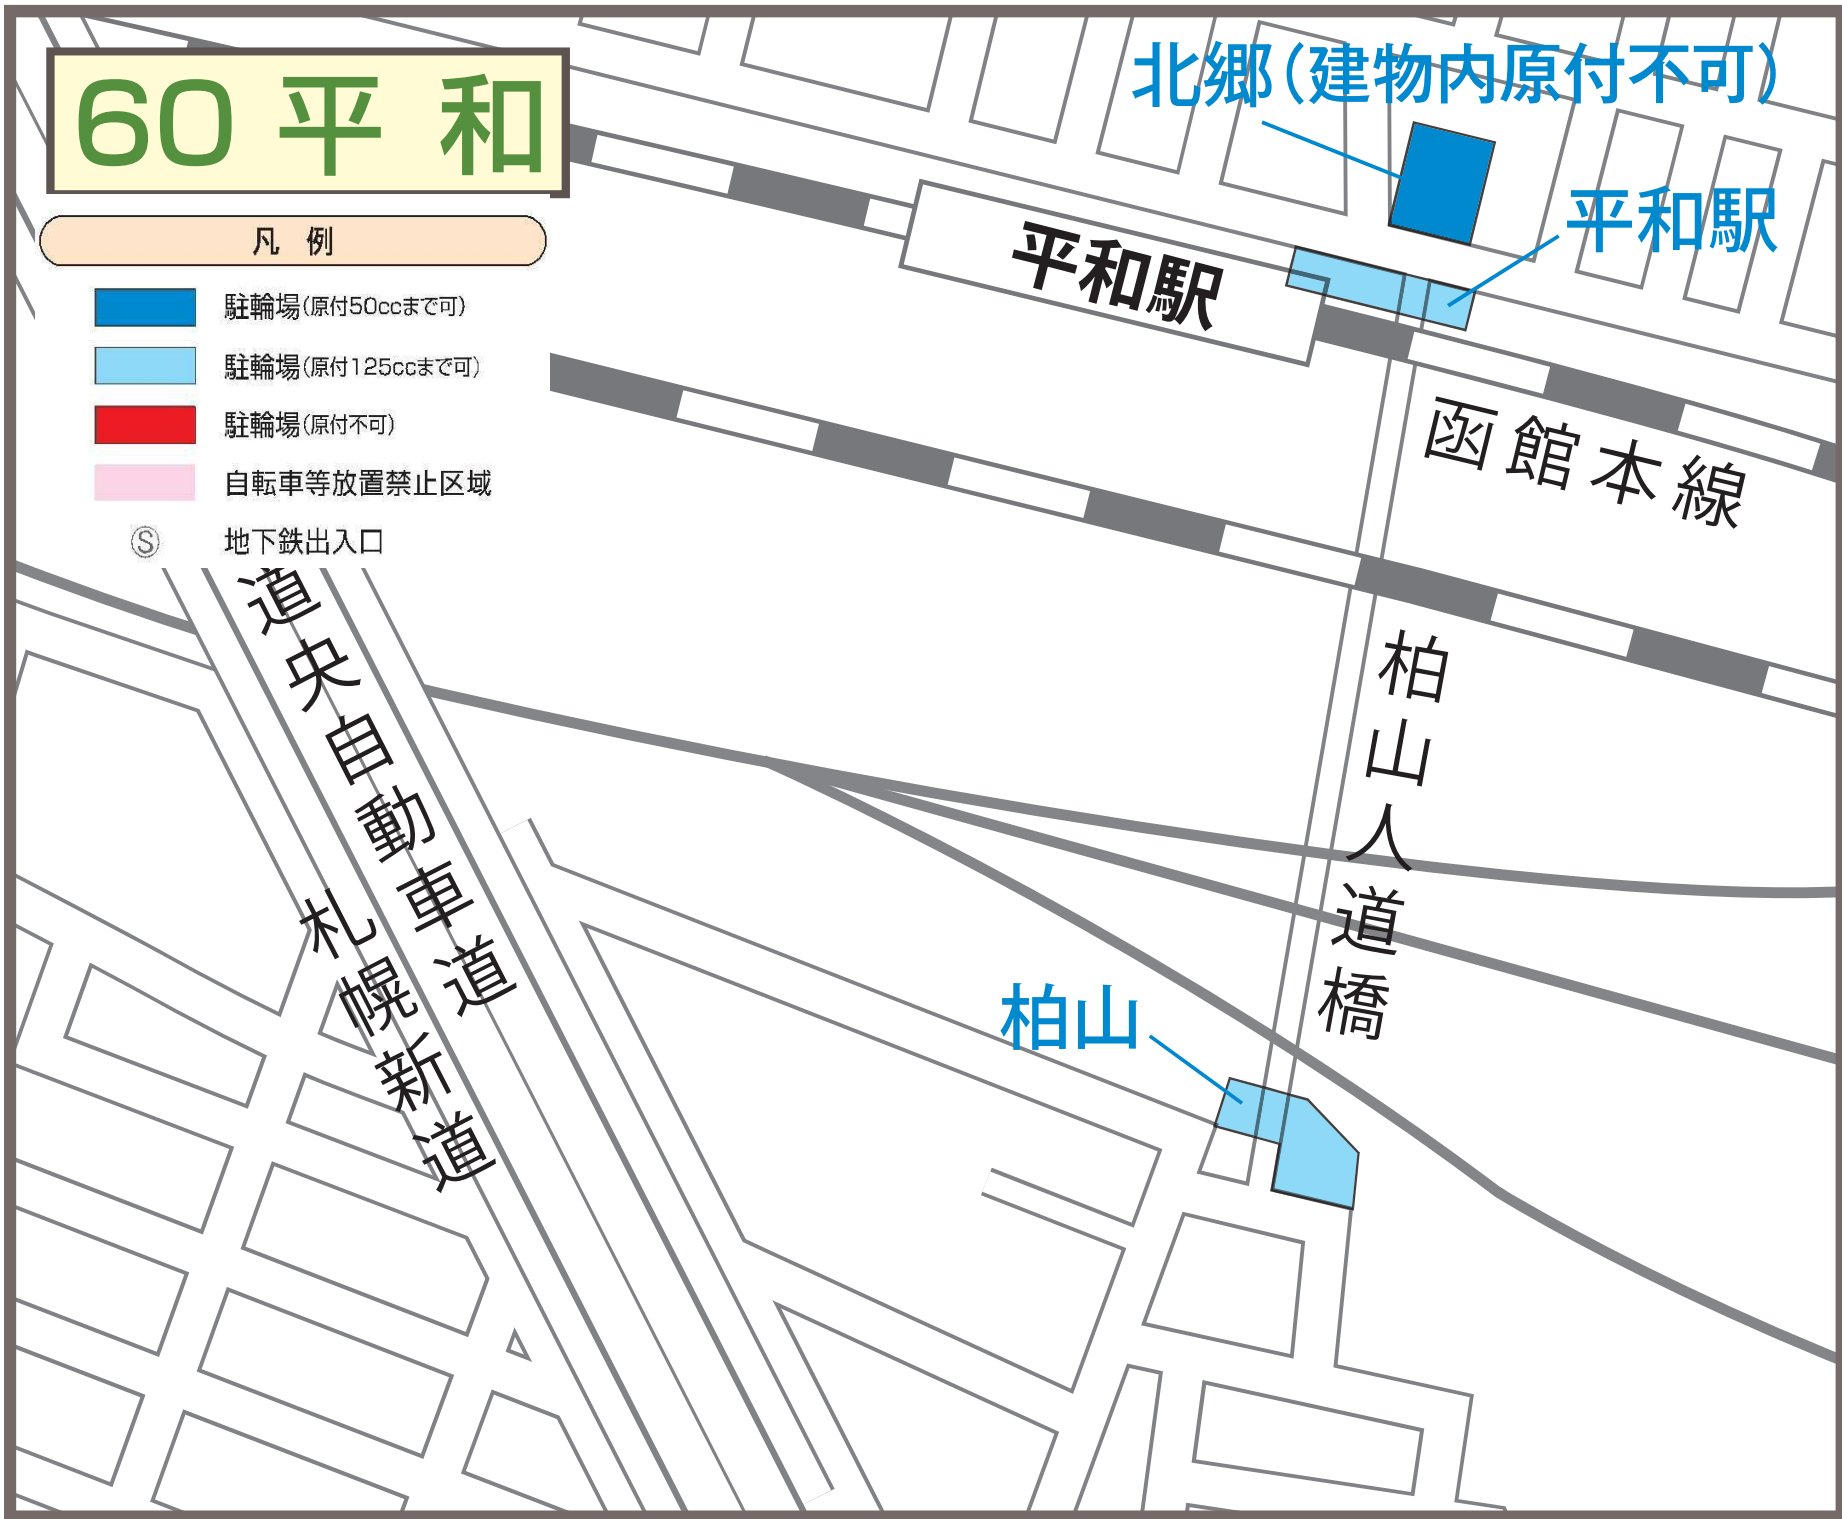 60 平 和
凡 例
駐輪場(原付50ccまで可)
駐輪場(原付125ccまで可)
駐輪場(原付不可)
自転車等放置禁止区域
Ⓢ 地下鉄出入口
北郷(建物内原付不可)
平和駅
平和駅
函館本線
柏山人道橋
柏山
道央自動車道
札幌新道